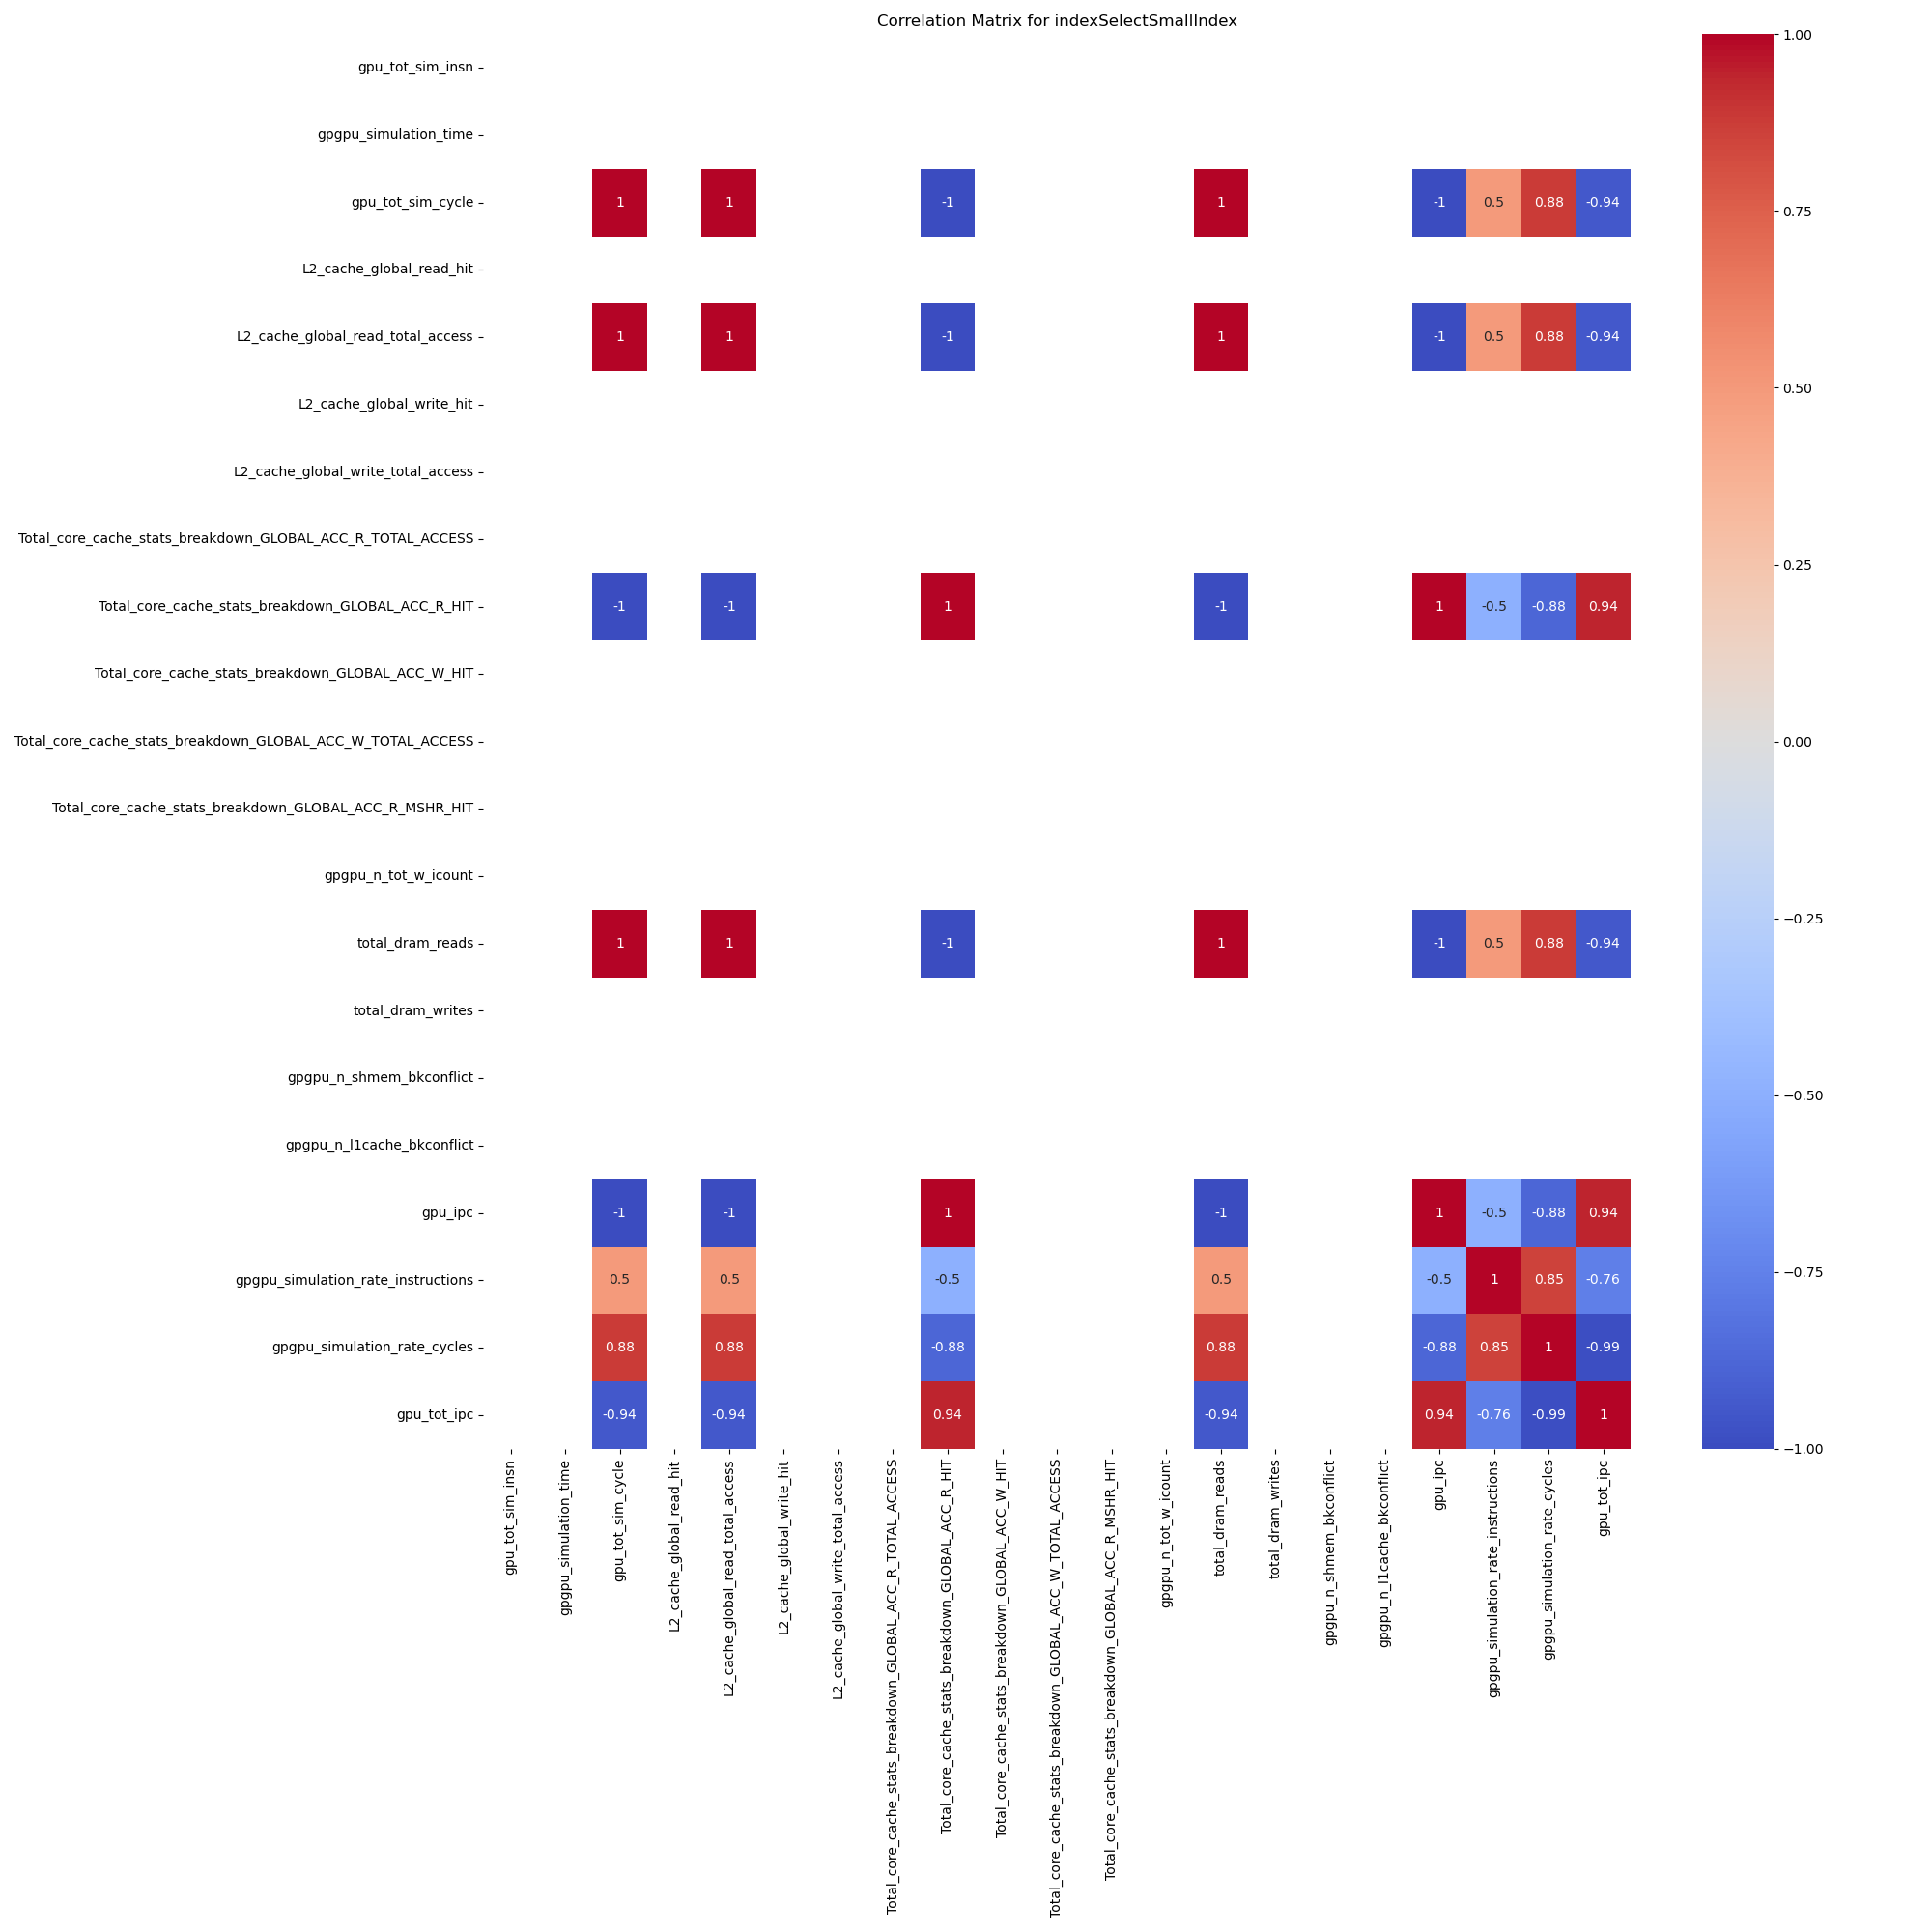 Correlation Matrix for indexSelectSmallIndex
gpu_tot_sim_insn
gpgpu_simulation_time
gpu_tot_sim_cycle 1 1 -1 1 -1 0.5 0.88 -0.94
L2_cache_global_read_hit
L2_cache_global_read_total_access 1 1 -1 1 -1 0.5 0.88 -0.94
L2_cache_global_write_hit
L2_cache_global_write_total_access
Total_core_cache_stats_breakdown_GLOBAL_ACC_R_TOTAL_ACCESS
Total_core_cache_stats_breakdown_GLOBAL_ACC_R_HIT -1 -1 1 -1 1 -0.5 -0.88 0.94
Total_core_cache_stats_breakdown_GLOBAL_ACC_W_HIT
Total_core_cache_stats_breakdown_GLOBAL_ACC_W_TOTAL_ACCESS
Total_core_cache_stats_breakdown_GLOBAL_ACC_R_MSHR_HIT
gpgpu_n_tot_w_icount
total_dram_reads 1 1 -1 1 -1 0.5 0.88 -0.94
total_dram_writes
gpgpu_n_shmem_bkconflict
gpgpu_n_l1cache_bkconflict
gpu_ipc -1 -1 1 -1 1 -0.5 -0.88 0.94
gpgpu_simulation_rate_instructions 0.5 0.5 -0.5 0.5 -0.5 1 0.85 -0.76
gpgpu_simulation_rate_cycles 0.88 0.88 -0.88 0.88 -0.88 0.85 1 -0.99
gpu_tot_ipc -0.94 -0.94 0.94 -0.94 0.94 -0.76 -0.99 1
gpu_tot_sim_insn
gpgpu_simulation_time
gpu_tot_sim_cycle
L2_cache_global_read_hit
L2_cache_global_read_total_access
L2_cache_global_write_hit
L2_cache_global_write_total_access
Total_core_cache_stats_breakdown_GLOBAL_ACC_R_TOTAL_ACCESS
Total_core_cache_stats_breakdown_GLOBAL_ACC_R_HIT
Total_core_cache_stats_breakdown_GLOBAL_ACC_W_HIT
Total_core_cache_stats_breakdown_GLOBAL_ACC_W_TOTAL_ACCESS
Total_core_cache_stats_breakdown_GLOBAL_ACC_R_MSHR_HIT
gpgpu_n_tot_w_icount
total_dram_reads
total_dram_writes
gpgpu_n_shmem_bkconflict
gpgpu_n_l1cache_bkconflict
gpu_ipc
gpgpu_simulation_rate_instructions
gpgpu_simulation_rate_cycles
gpu_tot_ipc
1.00
0.75
0.50
0.25
0.00
−0.25
−0.50
−0.75
−1.00